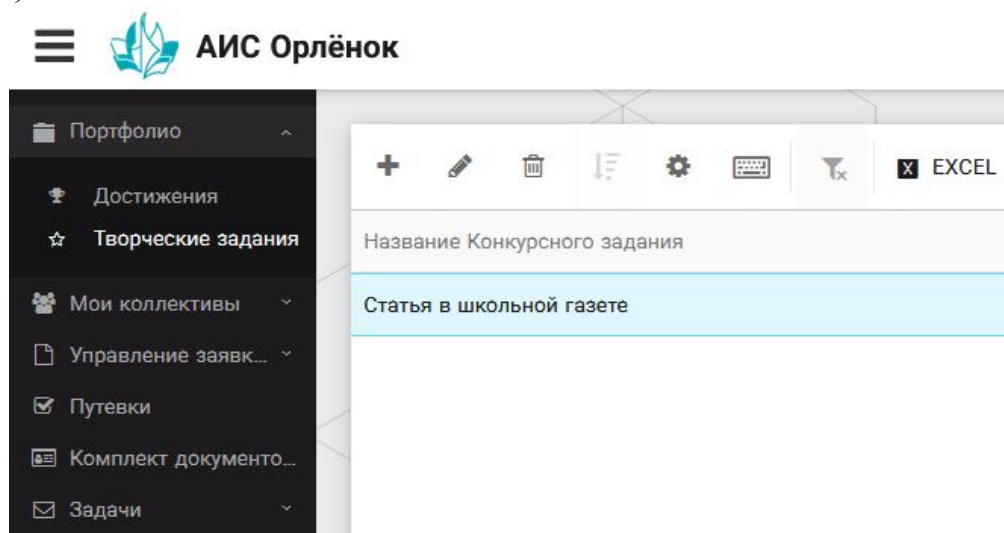 АИС Орлёнок
Портфолио
Достижения
Творческие задания
Мои коллективы
Управление заявк...
Путевки
Комплект документо...
Задачи
X EXCEL
Название Конкурсного задания
Статья в школьной газете